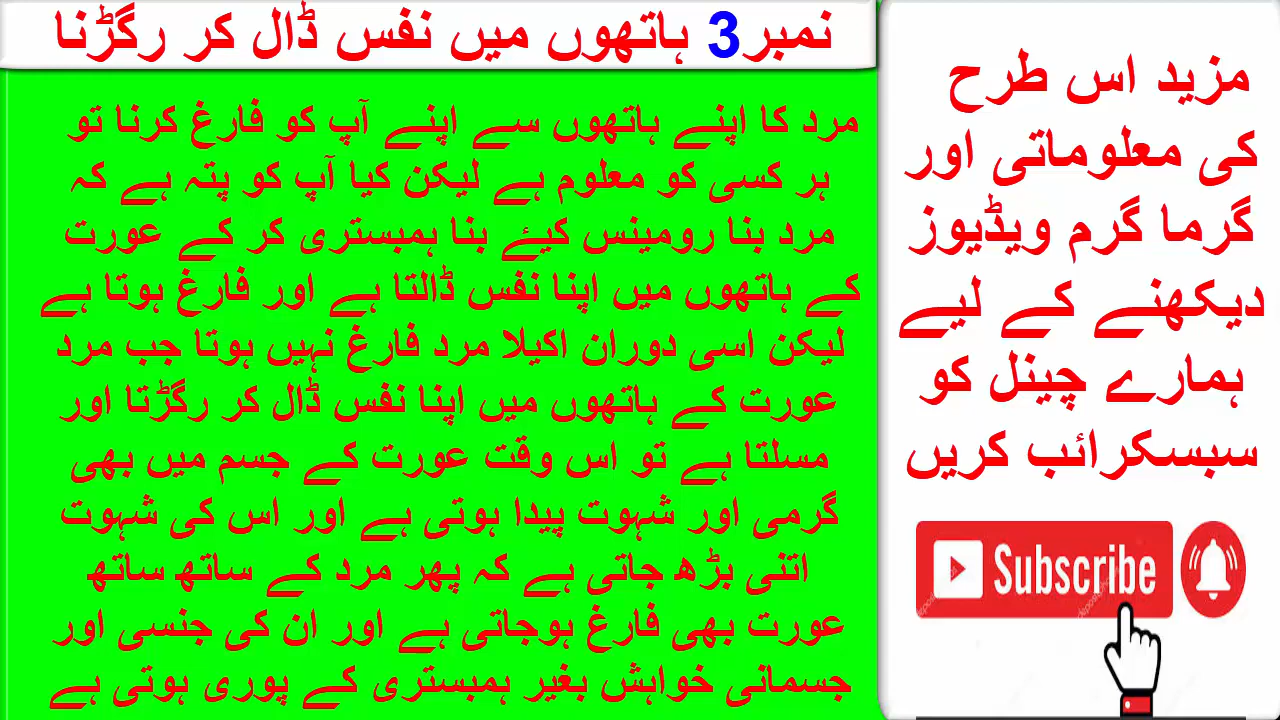 نمبر3 ہاتھوں میں نفس ڈال کر رگڑنا
مرد کا اپنے ہاتھوں سے اپنے آپ کو فارغ کرنا تو
ہر کسی کو معلوم ہے لیکن کیا آپ کو پتہ ہے کہ
مرد بنا رومینس کیئے بنا ہمبستری کر کے عورت
کے ہاتھوں میں اپنا نفس ڈالتا ہے اور فارغ ہوتا ہے
لیکن اسی دوران اکیلا مرد فارغ نہیں ہوتا جب مرد
عورت کے ہاتھوں میں اپنا نفس ڈال کر رگڑتا اور
مسلتا ہے تو اس وقت عورت کے جسم میں بھی
گرمی اور شہوت پیدا ہوتی ہے اور اس کی شہوت
اتنی بڑھ جاتی ہے کہ پھر مرد کے ساتھ ساتھ
عورت بھی فارغ ہوجاتی ہے اور ان کی جنسی اور
جسمانی خواہش بغیر ہمبستری کے پوری ہوتی ہے
مزید اس طرح
کی معلوماتی اور
گرما گرم ویڈیوز
دیکھنے کے لیے
ہمارے چینل کو
سبسکرائب کریں
Subscribe